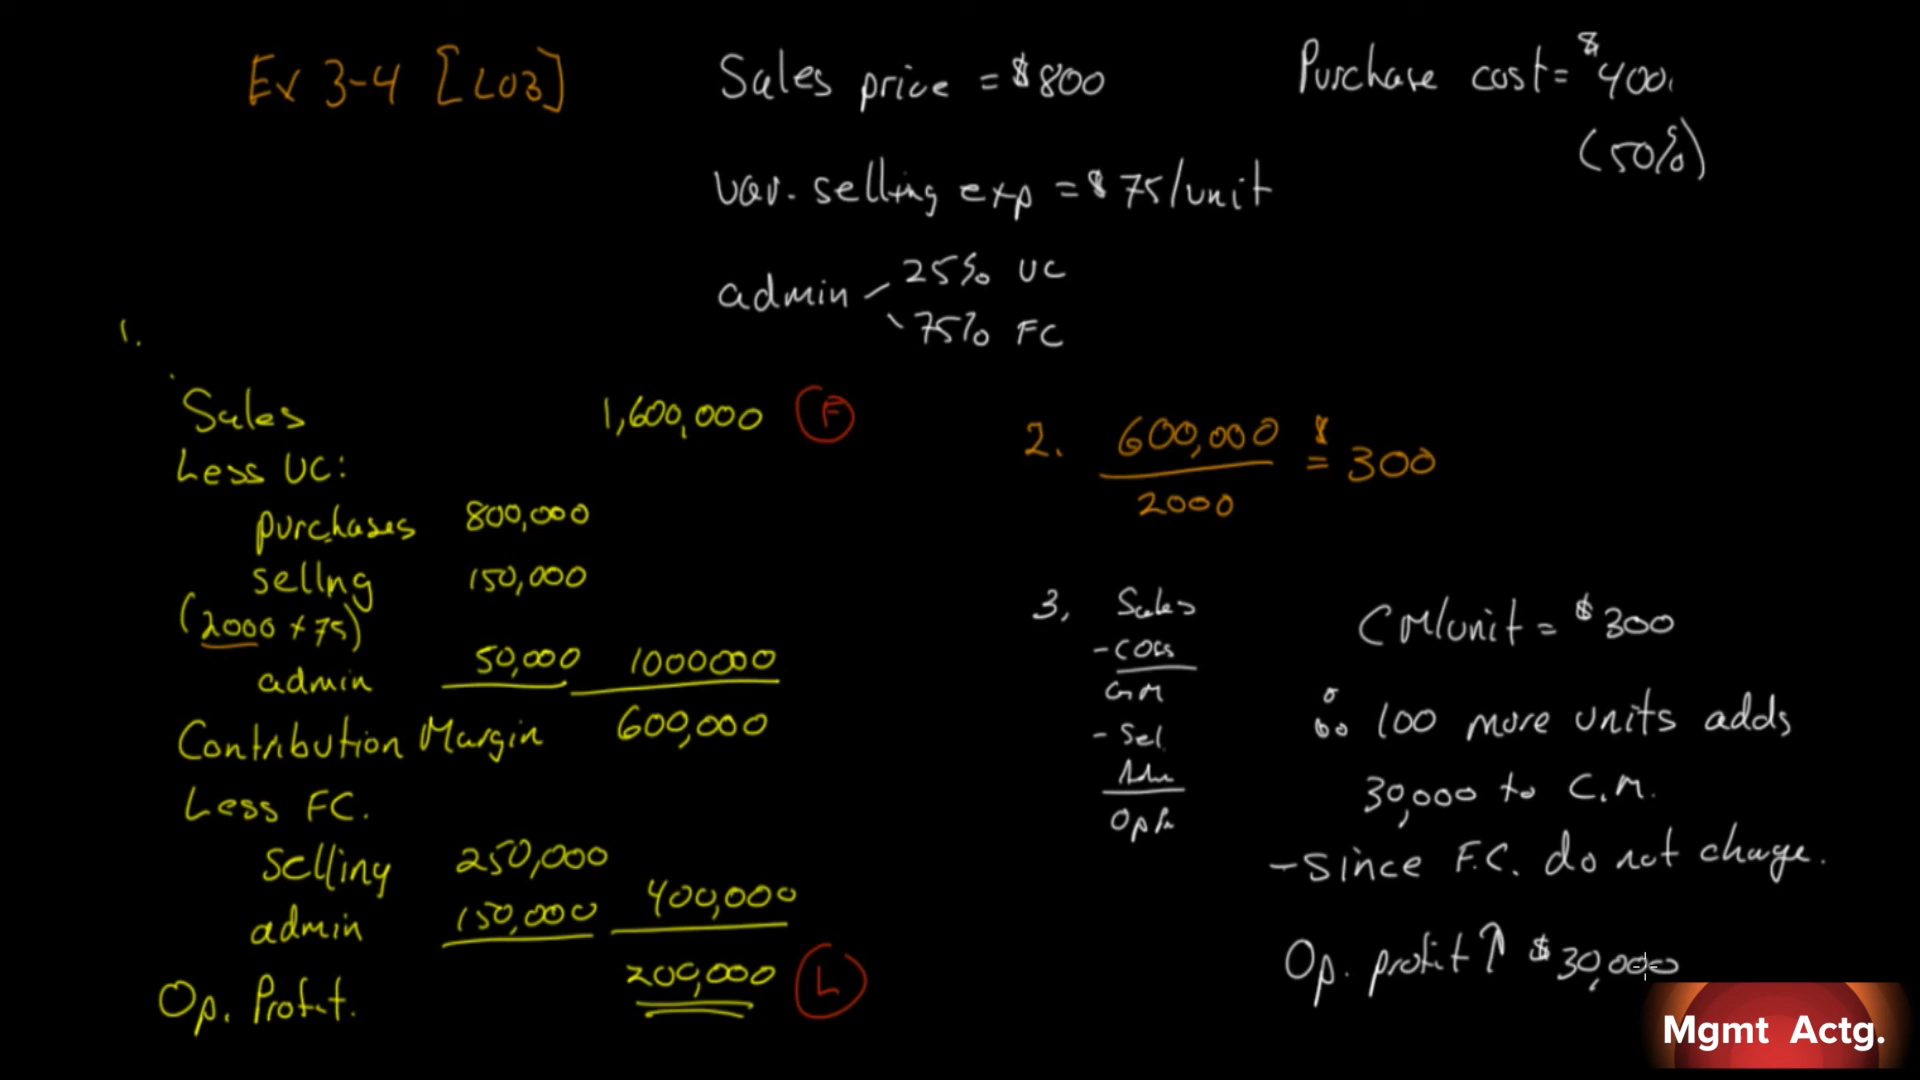 Ex 3-4 [LO3]
Sales price = $800
Purchase cost = $400
(50%)
var. selling exp = $75/unit
admin
25% VC
75% FC
1.
Sales 1,600,000 F
Less VC:
purchases 800,000
sellng 150,000
(2000 × 75)
admin 50,000 1000000
Contribution Margin 600,000
Less FC.
selling 250,000
admin 150,000 400,000
Op. Profit. 200,000 L
2. 600,000
2000
= $300
3, Sales
- COGS
GM
- Sel
Adm
CM/unit = $300
∴ 100 more units adds
30,000 to C.M.
- Since F.C. do not change.
Op. profit ↑ $30,000
Mgmt Actg.